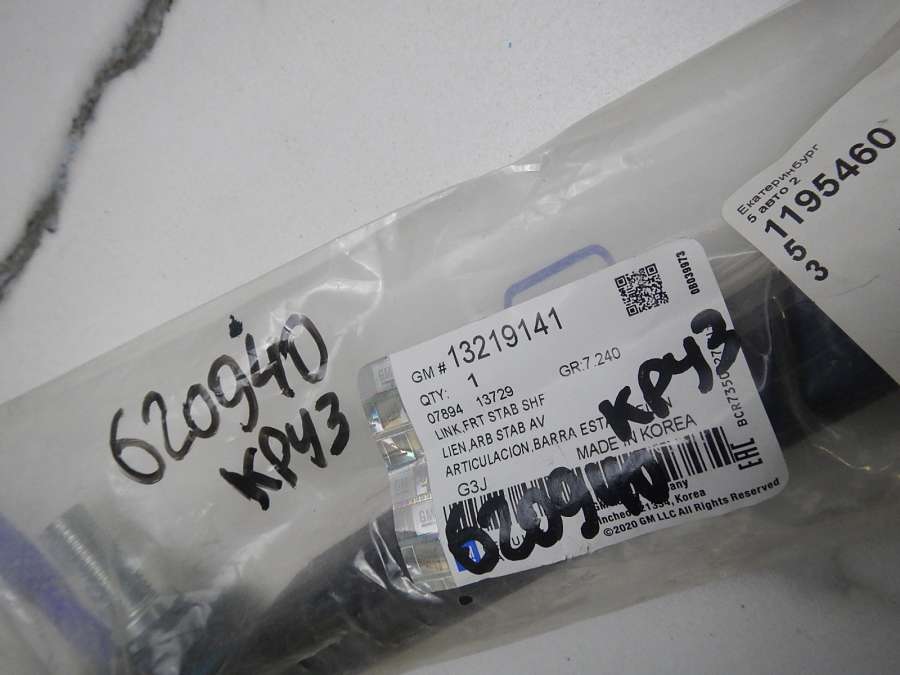 620940
круз
GM # 13219141
QTY: 1
GR:7.240
07894 13729
LINK,FRT STAB SHF
LIEN,ARB STAB AV
ARTICULACION,BARRA
MADE IN KOREA
G3J
круз
620940
Korea
©2020 GM LLC All Rights Reserved
EAC
08039973
Екатеринбург
5 авто 2
1195460
5
3